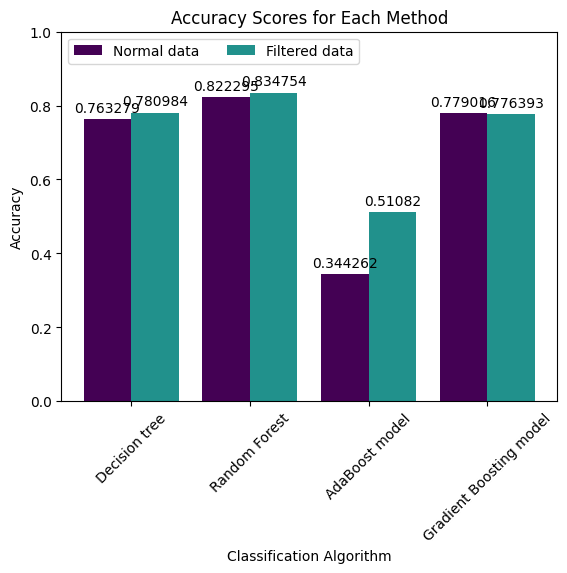 Accuracy Scores for Each Method
Normal data
Filtered data
1.0
0.8
0.6
0.4
0.2
0.0
Accuracy
0.763279
0.780984
0.822295
0.834754
0.344262
0.51082
0.779016
0.776393
Decision tree
Random Forest
AdaBoost model
Gradient Boosting model
Classification Algorithm